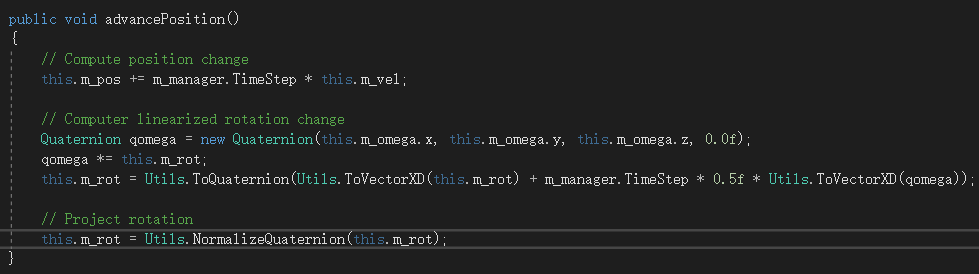 public void advancePosition()
{
// Compute position change
this.m_pos += m_manager.TimeStep * this.m_vel;
// Computer linearized rotation change
Quaternion qomega = new Quaternion(this.m_omega.x, this.m_omega.y, this.m_omega.z, 0.0f);
qomega *= this.m_rot;
this.m_rot = Utils.ToQuaternion(Utils.ToVectorXD(this.m_rot) + m_manager.TimeStep * 0.5f * Utils.ToVectorXD(qomega));
// Project rotation
this.m_rot = Utils.NormalizeQuaternion(this.m_rot);
}